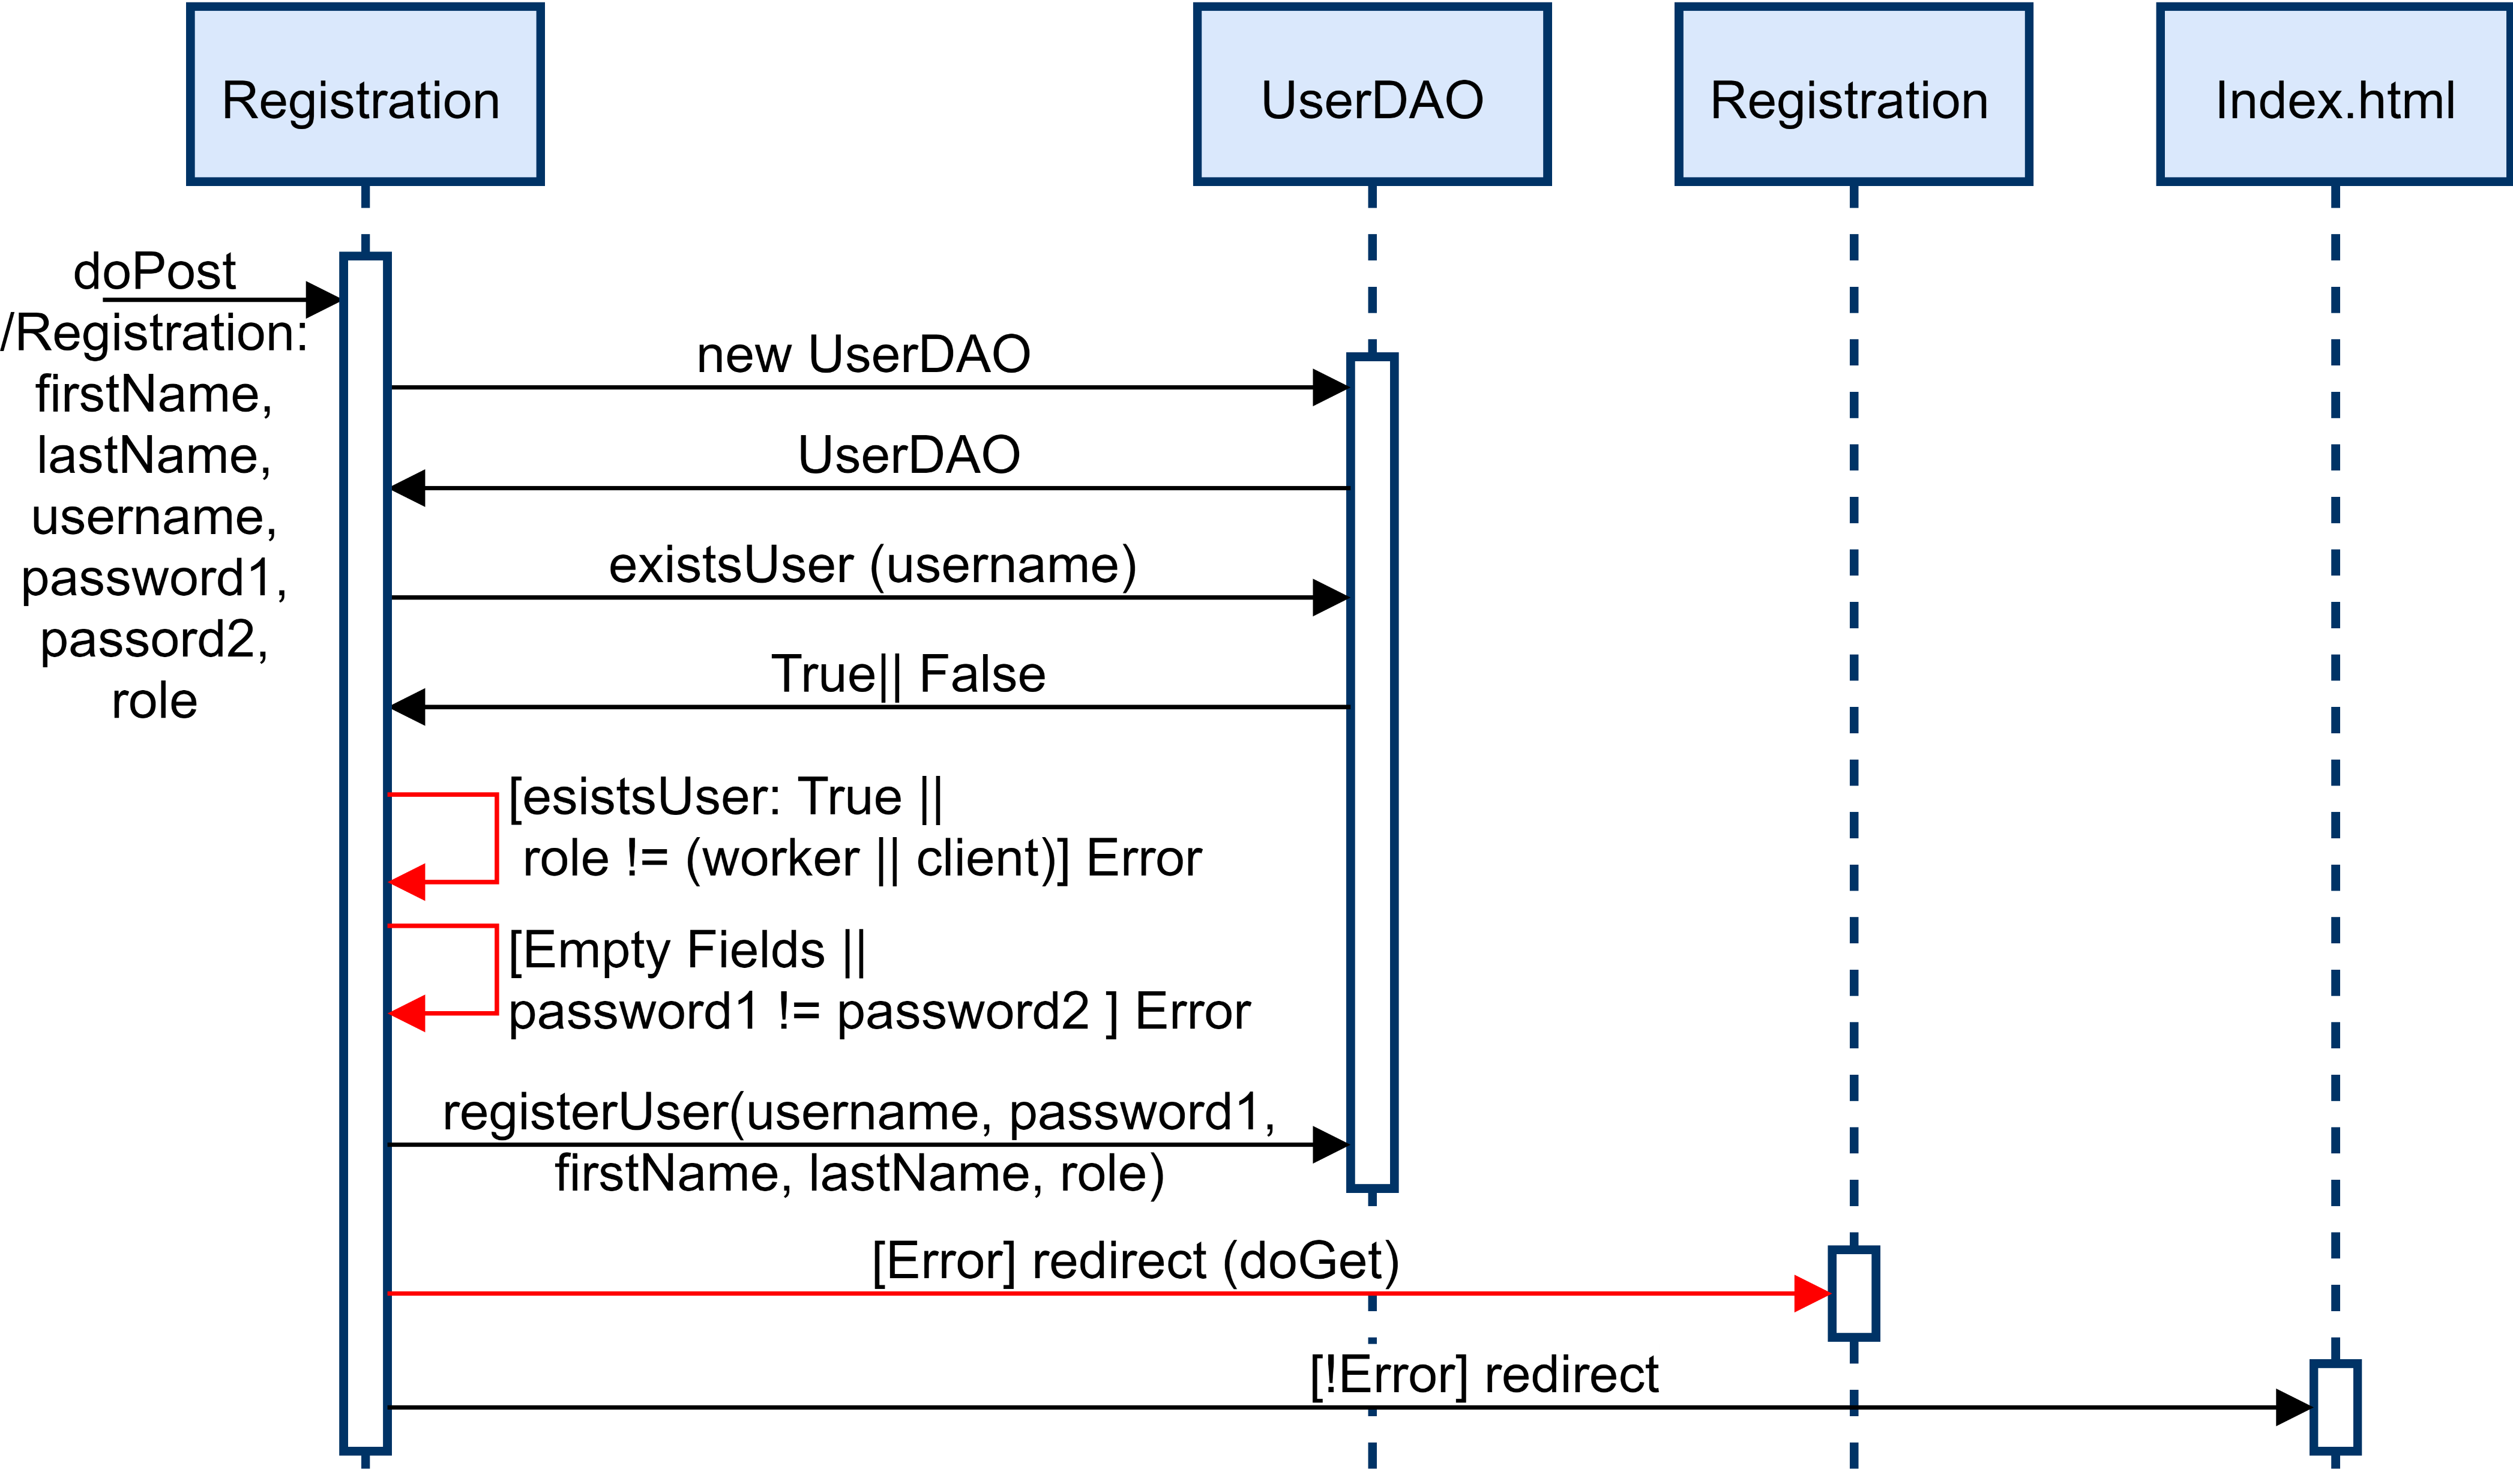 Registration
UserDAO
Registration
Index.html
doPost
/Registration:
firstName,
lastName,
username,
password1,
passord2,
role
new UserDAO
UserDAO
existsUser (username)
True|| False
[esistsUser: True ||
role != (worker || client)] Error
[Empty Fields ||
password1 != password2 ] Error
registerUser(username, password1,
firstName, lastName, role)
[Error] redirect (doGet)
[!Error] redirect